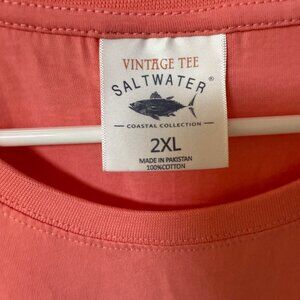 VINTAGE TEE
SALTWATER®
COASTAL COLLECTION
2XL
MADE IN PAKISTAN
100%COTTON